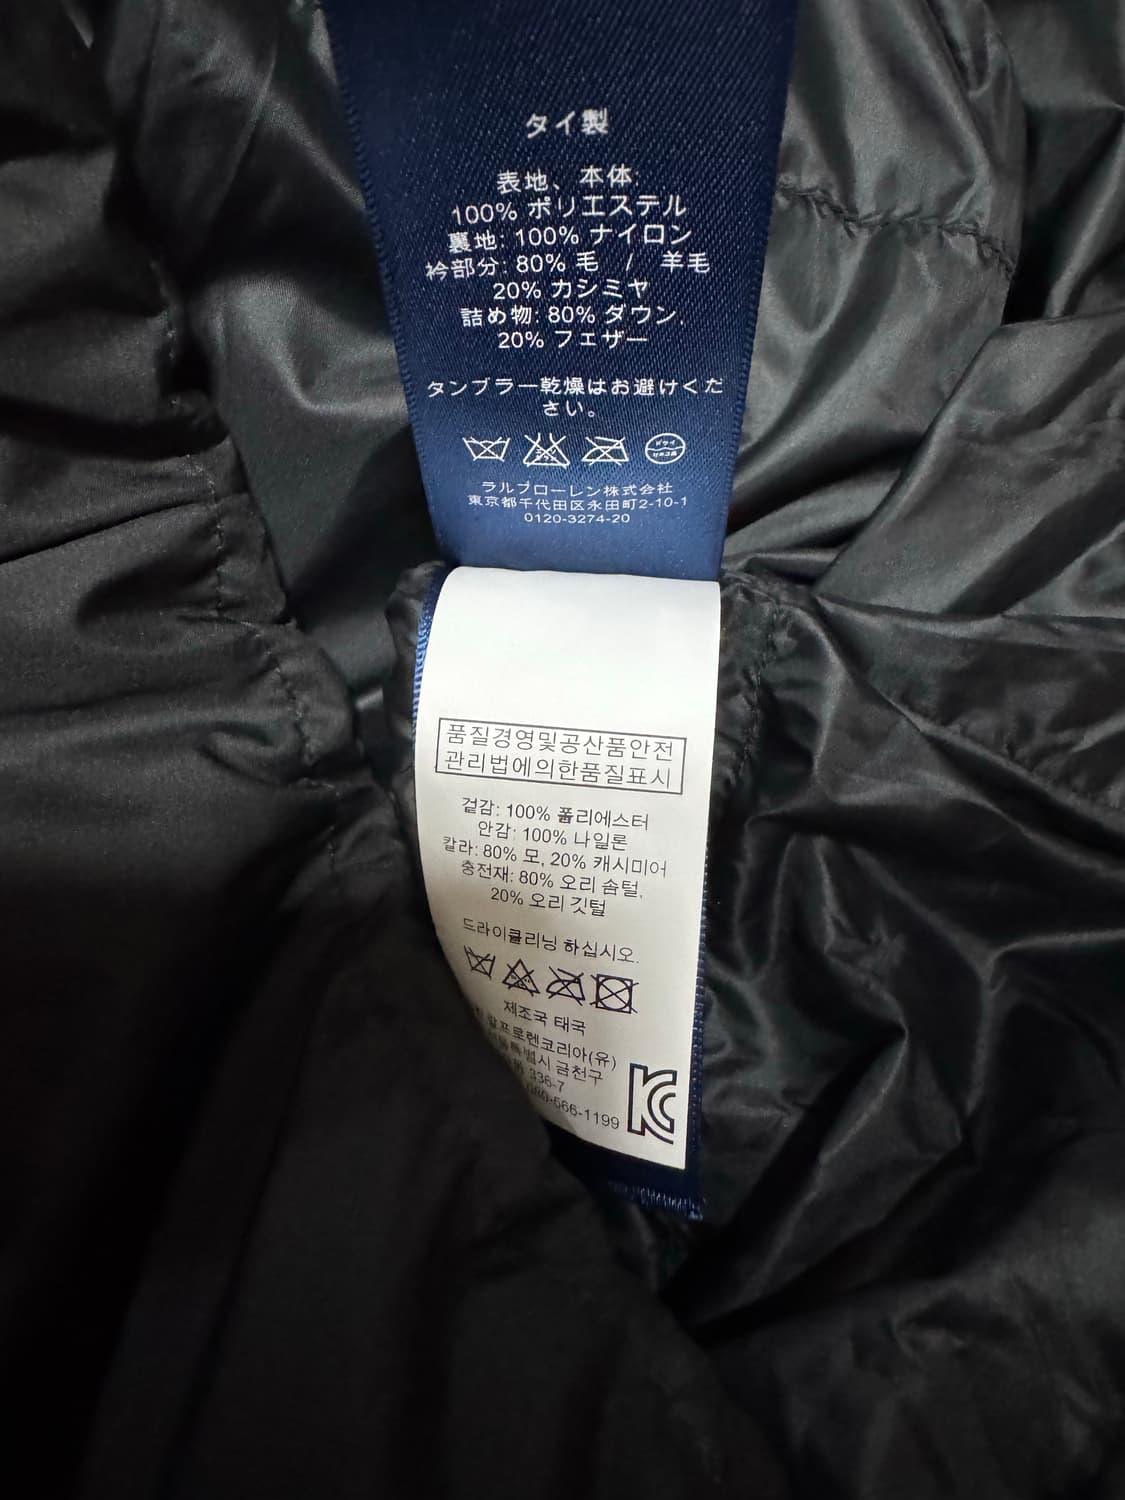 タイ製
表地、本体:
100% ポリエステル
裏地: 100% ナイロン
衿部分: 80% 毛 / 羊毛
20% カシミヤ
詰め物: 80% ダウン,
20% フェザー
タンブラー乾燥はお避けくだ
さい。
ドライ
セキユ系
ラルフローレン株式会社
東京都千代田区永田町2-10-1
0120-3274-20
품질경영및공산품안전
관리법에의한품질표시
겉감: 100% 폴리에스터
안감: 100% 나일론
칼라: 80% 모, 20% 캐시미어
충전재: 80% 오리 솜털,
20% 오리 깃털
드라이클리닝 하십시오.
제조국 태국
랄프로렌코리아(유)
금천구
336-7
080-566-1199
KC